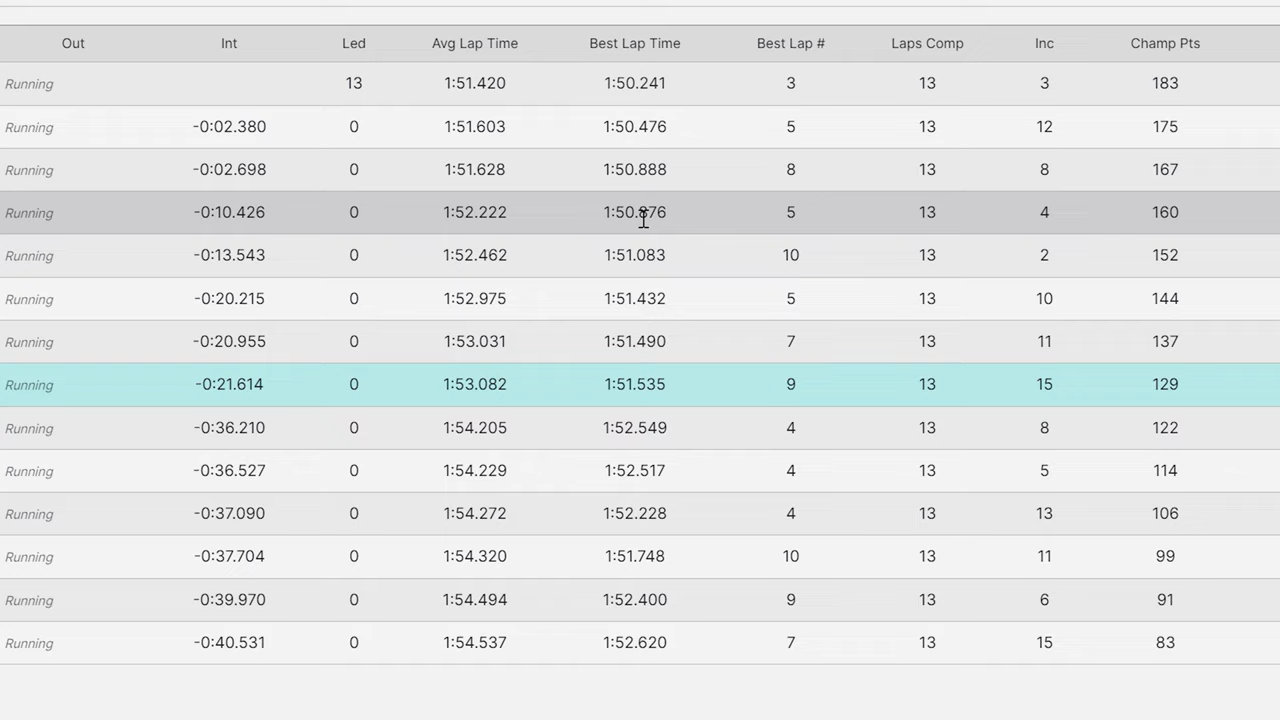 Out Int Led Avg Lap Time Best Lap Time Best Lap # Laps Comp Inc Champ Pts
Running 13 1:51.420 1:50.241 3 13 3 183
Running -0:02.380 0 1:51.603 1:50.476 5 13 12 175
Running -0:02.698 0 1:51.628 1:50.888 8 13 8 167
Running -0:10.426 0 1:52.222 1:50.876 5 13 4 160
Running -0:13.543 0 1:52.462 1:51.083 10 13 2 152
Running -0:20.215 0 1:52.975 1:51.432 5 13 10 144
Running -0:20.955 0 1:53.031 1:51.490 7 13 11 137
Running -0:21.614 0 1:53.082 1:51.535 9 13 15 129
Running -0:36.210 0 1:54.205 1:52.549 4 13 8 122
Running -0:36.527 0 1:54.229 1:52.517 4 13 5 114
Running -0:37.090 0 1:54.272 1:52.228 4 13 13 106
Running -0:37.704 0 1:54.320 1:51.748 10 13 11 99
Running -0:39.970 0 1:54.494 1:52.400 9 13 6 91
Running -0:40.531 0 1:54.537 1:52.620 7 13 15 83